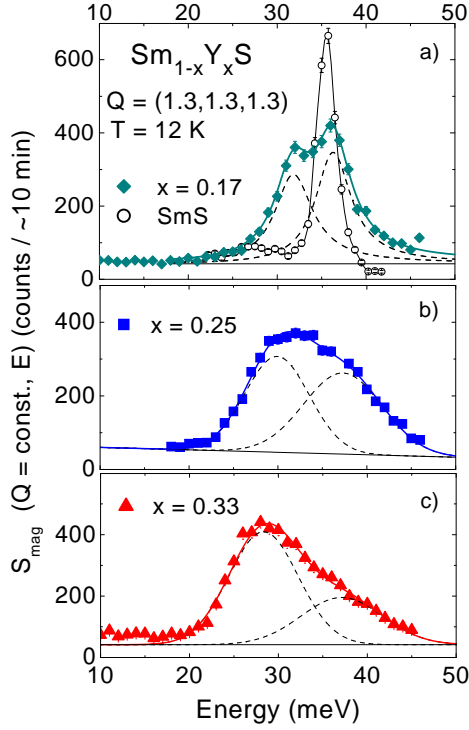 10 20 30 40 50
600
400
200
0
Sm1-xYxS
a)
Q = (1.3,1.3,1.3)
T = 12 K
x = 0.17
SmS
400
200
0
x = 0.25
b)
400
200
0
x = 0.33
c)
10 20 30 40 50
Energy (meV)
Smag (Q = const., E) (counts / ~10 min)